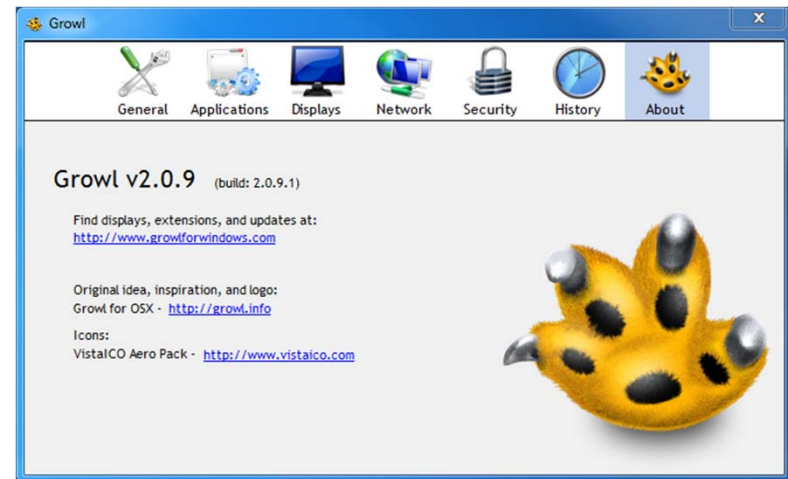 Growl
General Applications Displays Network Security History About
Growl v2.0.9 (build: 2.0.9.1)
Find displays, extensions, and updates at:
http://www.growlforwindows.com
Original idea, inspiration, and logo:
Growl for OSX - http://growl.info
Icons:
VistaICO Aero Pack - http://www.vistaico.com